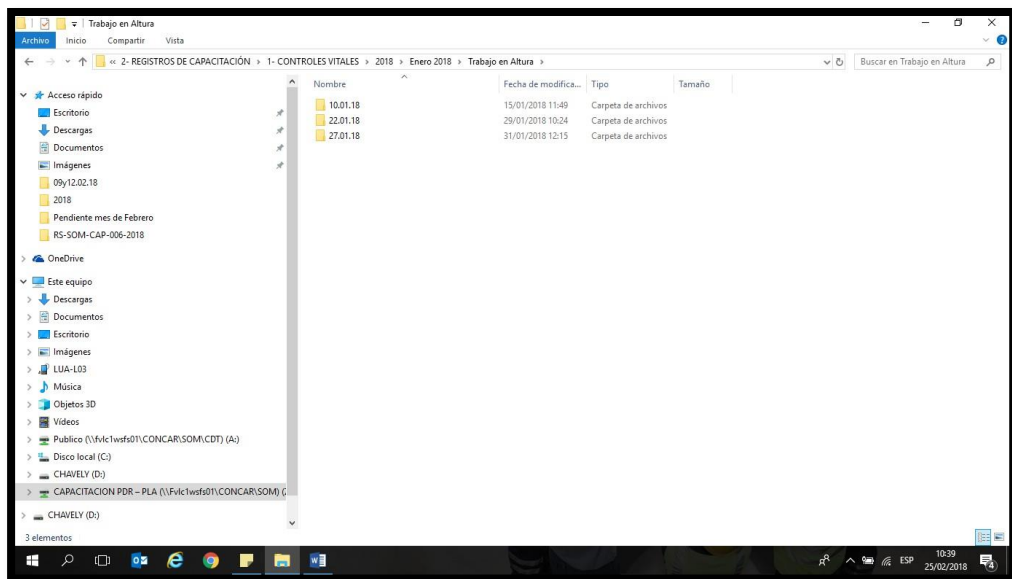 Trabajo en Altura
Archivo Inicio Compartir Vista
« 2- REGISTROS DE CAPACITACIÓN › 1- CONTROLES VITALES › 2018 › Enero 2018 › Trabajo en Altura ›
Buscar en Trabajo en Altura
Nombre Fecha de modifica... Tipo Tamaño
10.01.18 15/01/2018 11:49 Carpeta de archivos
22.01.18 29/01/2018 10:24 Carpeta de archivos
27.01.18 31/01/2018 12:15 Carpeta de archivos
Acceso rápido
Escritorio
Descargas
Documentos
Imágenes
09y12.02.18
2018
Pendiente mes de Febrero
RS-SOM-CAP-006-2018
OneDrive
Este equipo
Descargas
Documentos
Escritorio
Imágenes
LUA-L03
Música
Objetos 3D
Vídeos
Publico (\\fvlc1wsfs01\CONCAR\SOM\CDT) (A:)
Disco local (C:)
CHAVELY (D:)
CAPACITACION PDR – PLA (\\Fvlc1wsfs01\CONCAR\SOM) (
CHAVELY (D:)
3 elementos
ESP
10:39
25/02/2018
4